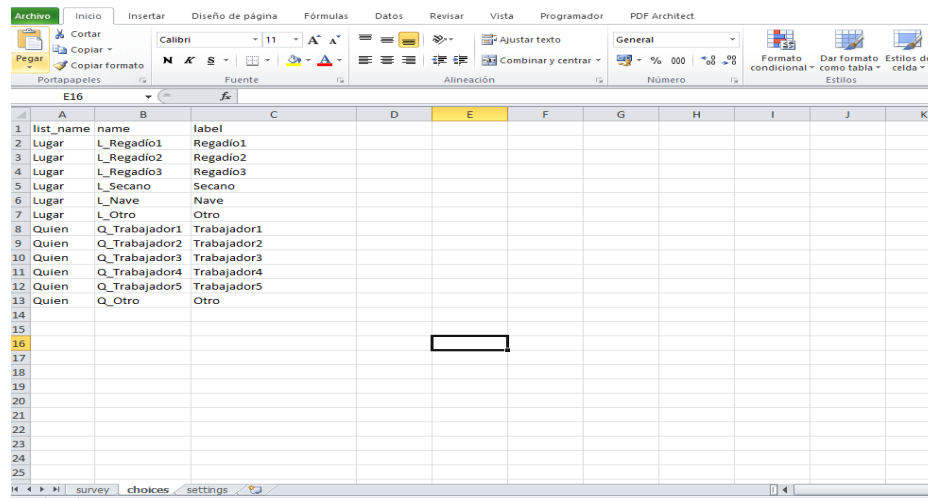 Archivo Inicio Insertar Diseño de página Fórmulas Datos Revisar Vista Programador PDF Architect
Pegar
Cortar
Copiar
Copiar formato
Portapapeles
Calibri 11 A A
N K S A
Fuente
Ajustar texto
Combinar y centrar
Alineación
General
% 000
Número
Formato condicional
Dar formato como tabla
Estilos de celda
Estilos
E16 fx
A B C D E F G H I J K
1 list_name name label
2 Lugar L_Regadío1 Regadío1
3 Lugar L_Regadío2 Regadío2
4 Lugar L_Regadío3 Regadío3
5 Lugar L_Secano Secano
6 Lugar L_Nave Nave
7 Lugar L_Otro Otro
8 Quien Q_Trabajador1 Trabajador1
9 Quien Q_Trabajador2 Trabajador2
10 Quien Q_Trabajador3 Trabajador3
11 Quien Q_Trabajador4 Trabajador4
12 Quien Q_Trabajador5 Trabajador5
13 Quien Q_Otro Otro
14
15
16
17
18
19
20
21
22
23
24
25
survey choices settings